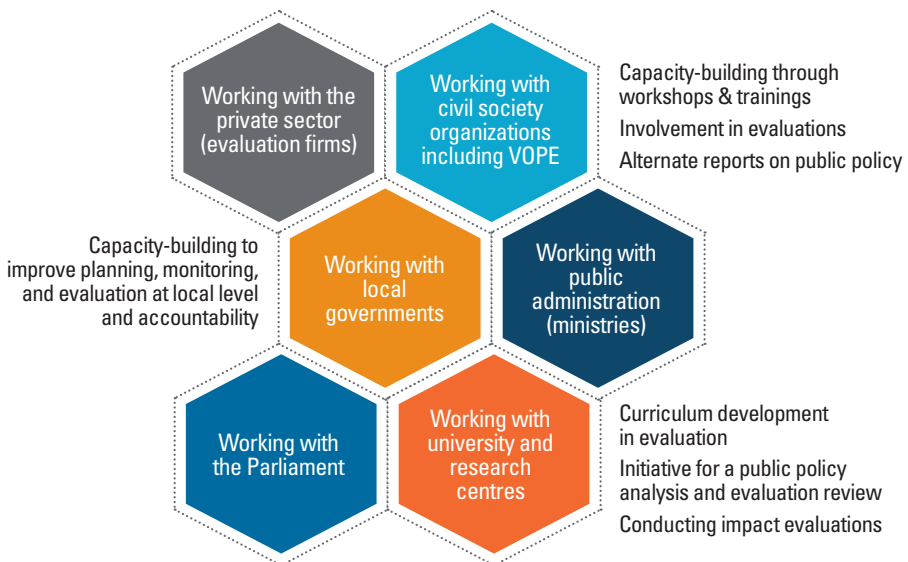 Working with the
private sector
(evaluation firms)
Working with
civil society
organizations
including VOPE
Capacity-building through
workshops & trainings
Involvement in evaluations
Alternate reports on public policy
Capacity-building to
improve planning, monitoring,
and evaluation at local level
and accountability
Working with
local
governments
Working with
public
administration
(ministries)
Working with
the Parliament
Working with
university and
research
centres
Curriculum development
in evaluation
Initiative for a public policy
analysis and evaluation review
Conducting impact evaluations